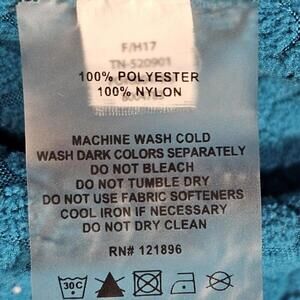 F/H17
TN-520901
100% POLYESTER
100% NYLON
MACHINE WASH COLD
WASH DARK COLORS SEPARATELY
DO NOT BLEACH
DO NOT TUMBLE DRY
DO NOT USE FABRIC SOFTENERS
COOL IRON IF NECESSARY
DO NOT DRY CLEAN
RN# 121896
30C